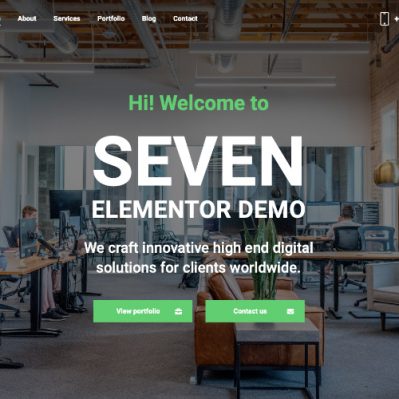 About Services Portfolio Blog Contact +
Hi! Welcome to
SEVEN
ELEMENTOR DEMO
We craft innovative high end digital
solutions for clients worldwide.
View portfolio Contact us